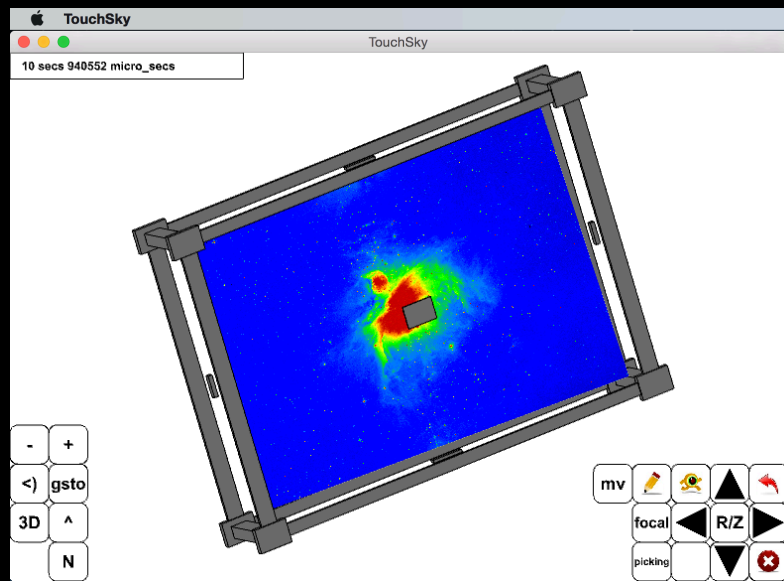 TouchSky
TouchSky
10 secs 940552 micro_secs
- +
<) gsto
3D ^
N
mv
focal R/Z
picking